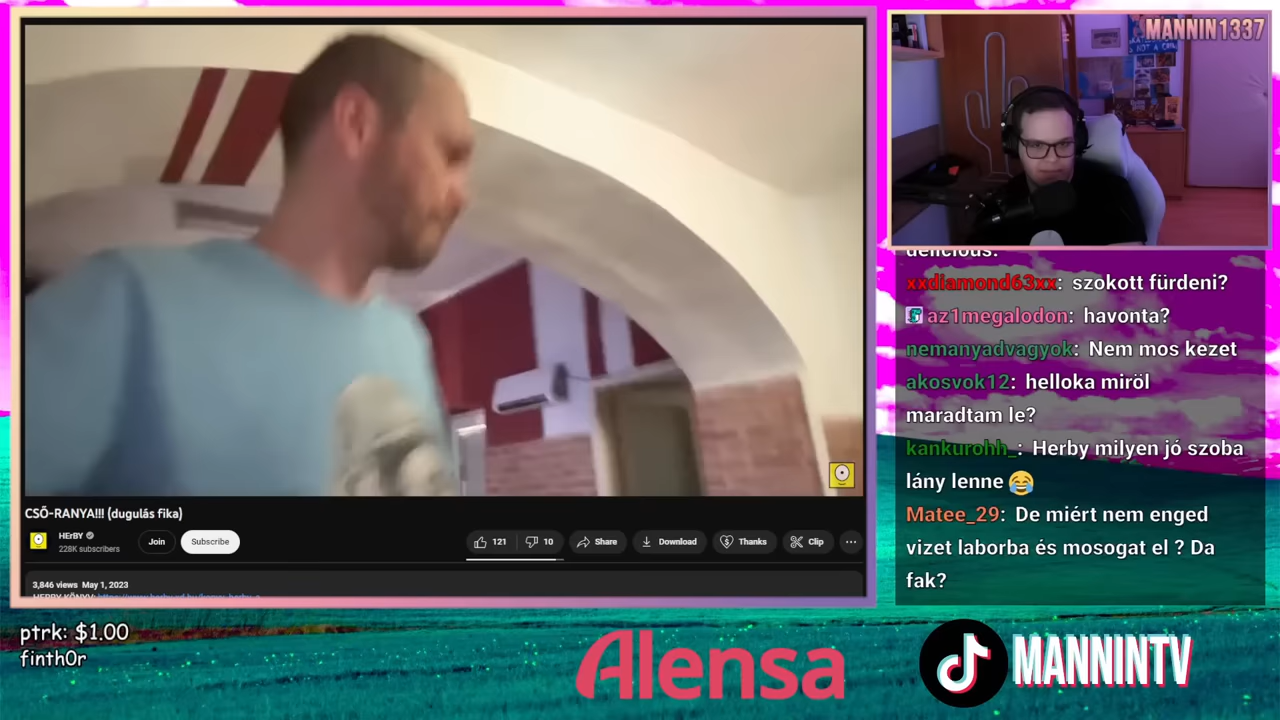 MANNIN1337
NOT A CRIME
delicious.
xxdiamond63xx: szokott fürdeni?
az1megalodon: havonta?
nemanyadvagyok: Nem mos kezet
akosvok12: helloka miröl
maradtam le?
kankurohh_: Herby milyen jó szoba
lány lenne 😂
Matee_29: De miért nem enged
vizet laborba és mosogat el ? Da
fak?
CSŐ-RANYA!!! (dugulás fika)
HErBY
228K subscribers
Join
Subscribe
121
10
Share
Download
Thanks
Clip
3,846 views May 1, 2023
ptrk: $1.00
finth0r
Alensa
MANNINTV